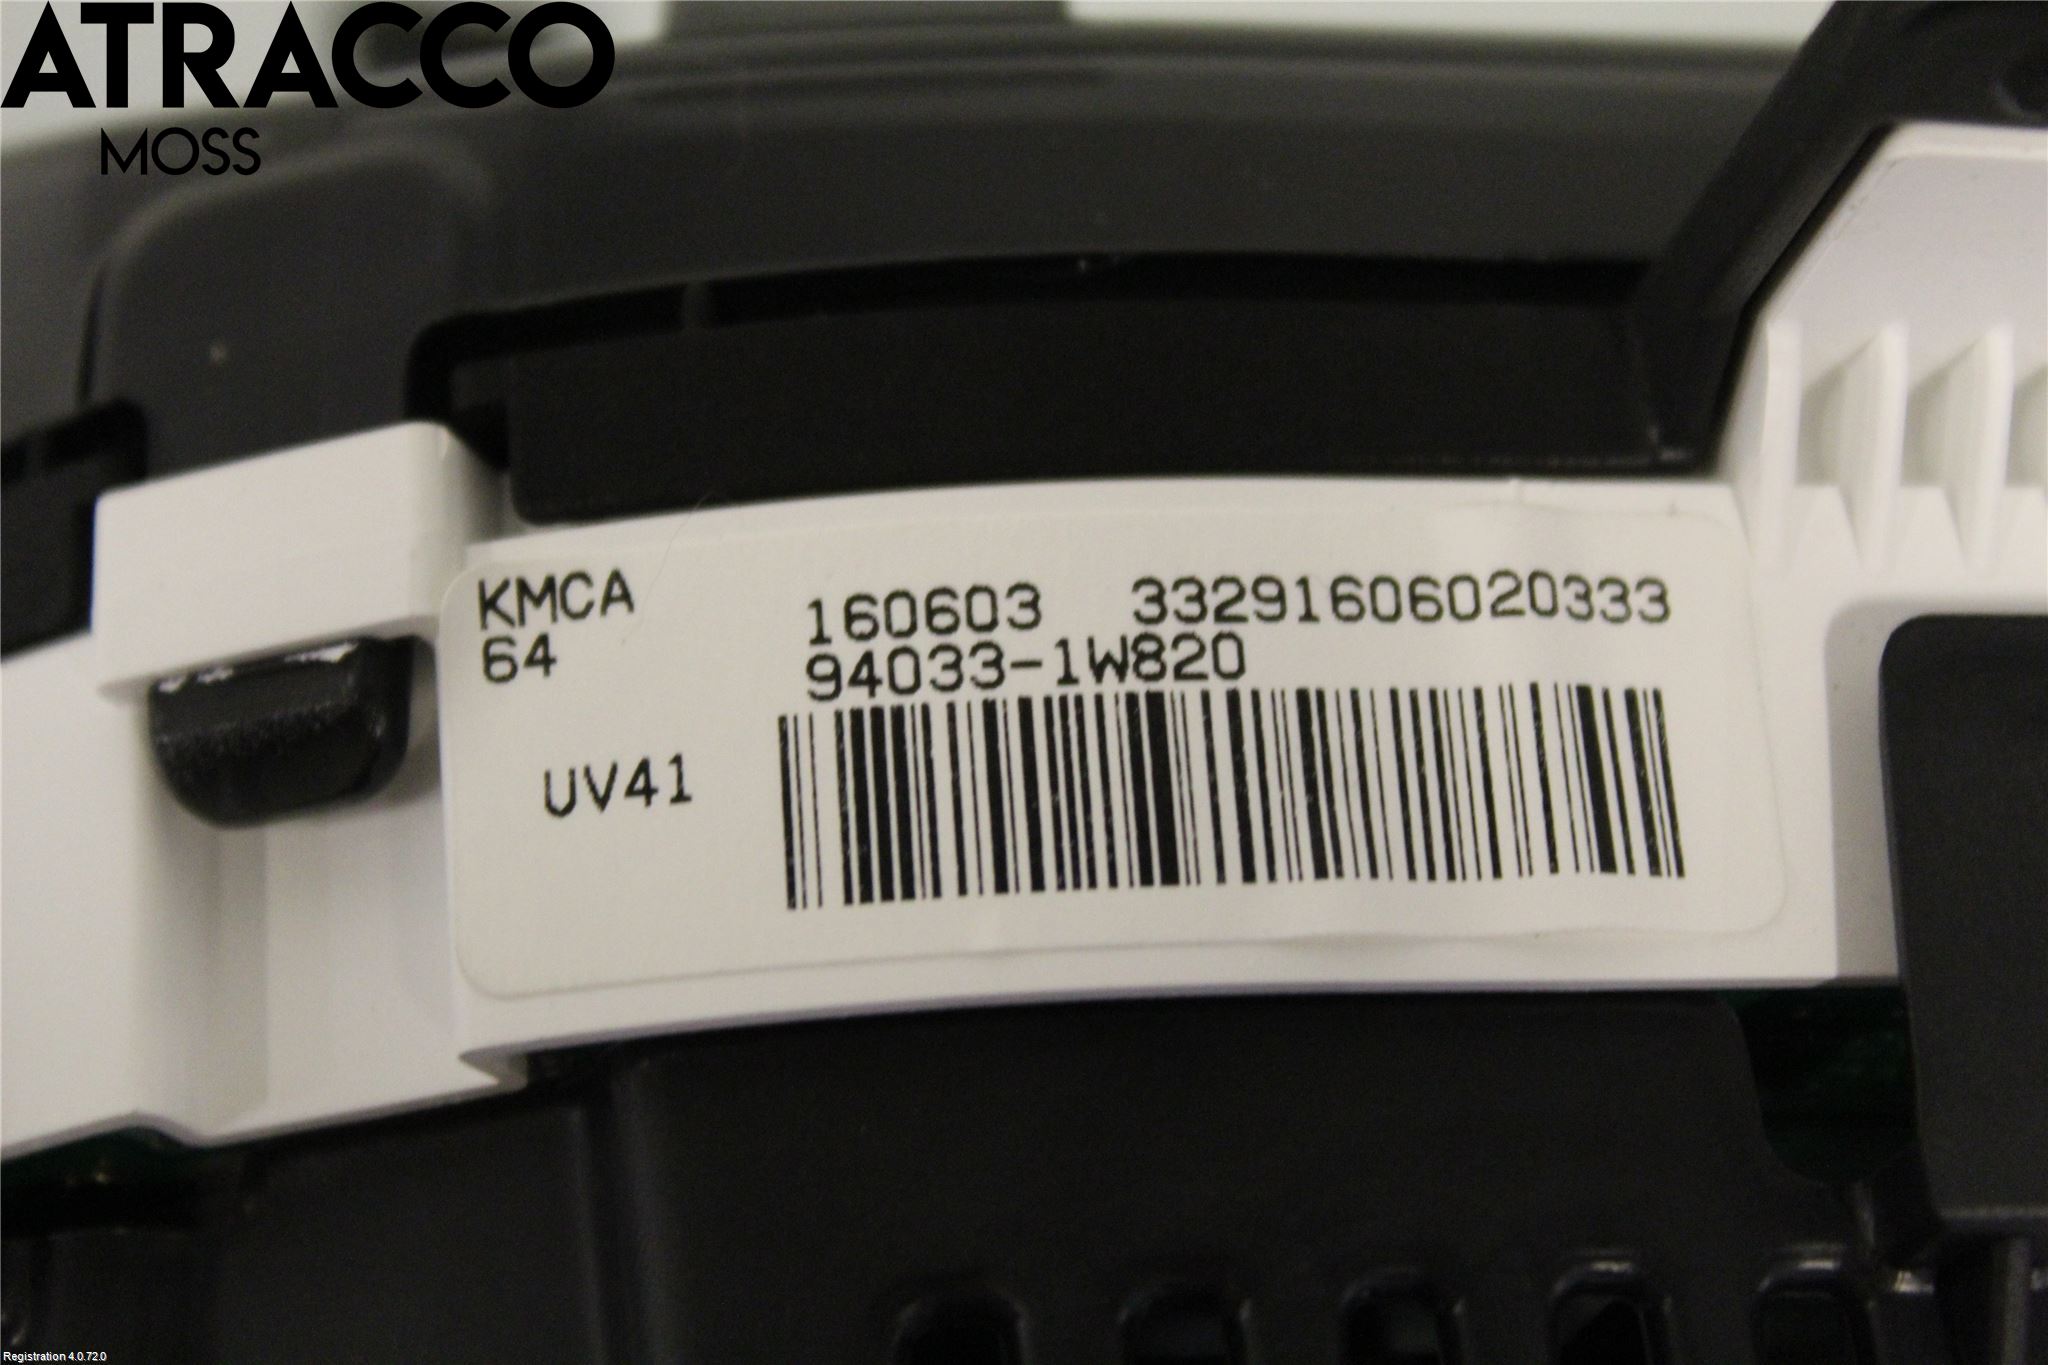 ATRACCO
MOSS
KMCA 160603 33291606020333
64 94033-1W820
UV41
Registration 4.0.72.0